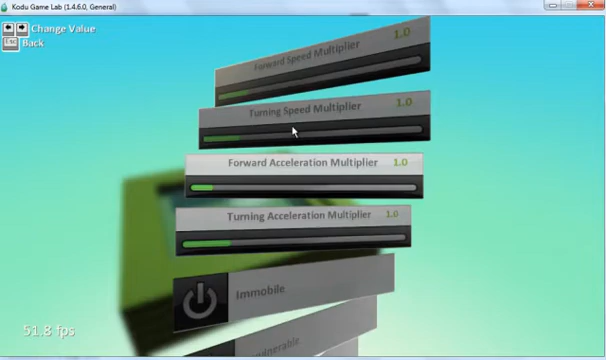 Kodu Game Lab (1.4.6.0, General)
Change Value
Esc
Back
Forward Speed Multiplier 1.0
Turning Speed Multiplier 1.0
Forward Acceleration Multiplier 1.0
Turning Acceleration Multiplier 1.0
Immobile
51.8 fps